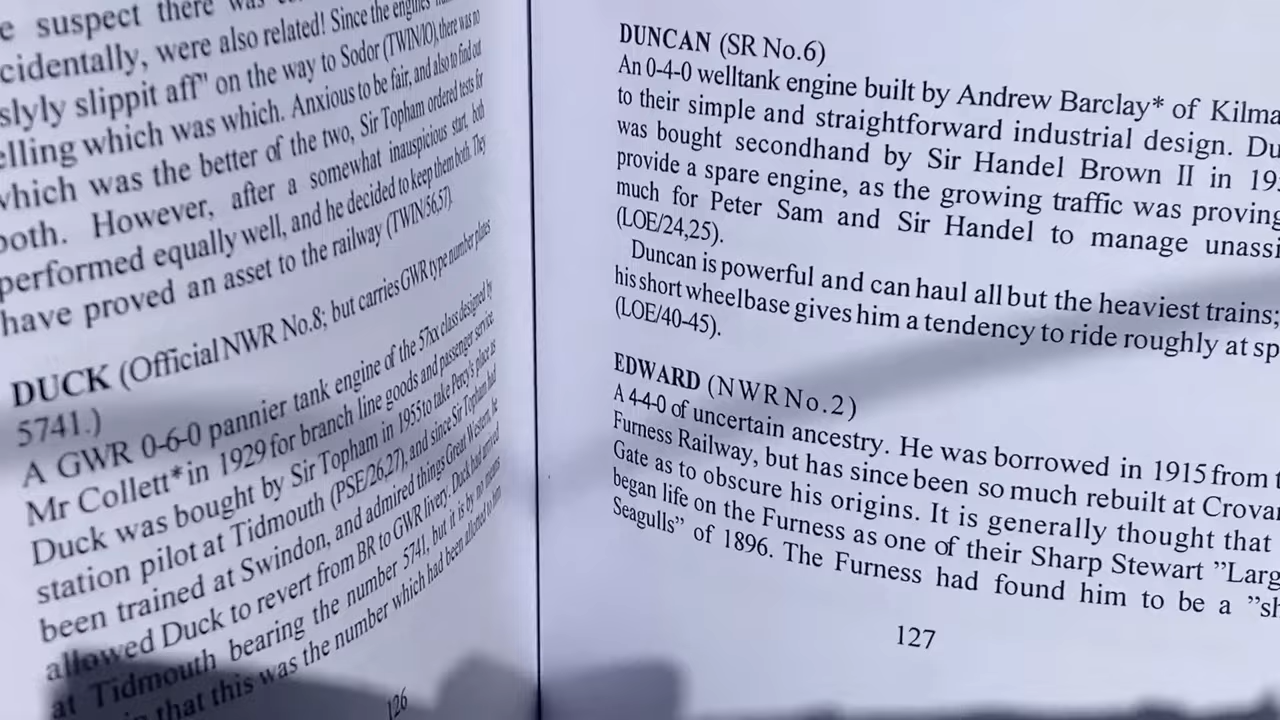 e suspect there was
cidentally, were also related! Since the engines
slyly slippit aff" on the way to Sodor (TWIN/IO), there was no
elling which was which. Anxious to be fair, and also to find out
which was the better of the two, Sir Topham ordered tests for
both. However, after a somewhat inauspicious start, both
performed equally well, and he decided to keep them both. They
have proved an asset to the railway (TWIN/56,57).
DUCK (Official NWR No.8; but carries GWR type number plates
5741.)
A GWR 0-6-0 pannier tank engine of the 57xx class designed by
Mr Collett* in 1929 for branch line goods and passenger service.
Duck was bought by Sir Topham in 1955 to take Percy's place as
station pilot at Tidmouth (PSE/26,27), and since Sir Topham had
been trained at Swindon, and admired things Great Western, he
allowed Duck to revert from BR to GWR livery. Duck had arrived
at Tidmouth bearing the number 5741, but it is by no means
that this was the number which had been allotted to him
126
DUNCAN (SR No.6)
An 0-4-0 welltank engine built by Andrew Barclay* of Kilma
to their simple and straightforward industrial design. Du
was bought secondhand by Sir Handel Brown II in 19
provide a spare engine, as the growing traffic was proving
much for Peter Sam and Sir Handel to manage unassi
(LOE/24,25).
Duncan is powerful and can haul all but the heaviest trains;
his short wheelbase gives him a tendency to ride roughly at sp
(LOE/40-45).
EDWARD (NWR No.2)
A 4-4-0 of uncertain ancestry. He was borrowed in 1915 from t
Furness Railway, but has since been so much rebuilt at Crovan
Gate as to obscure his origins. It is generally thought that
began life on the Furness as one of their Sharp Stewart ”Larg
Seagulls” of 1896. The Furness had found him to be a ”sh
127